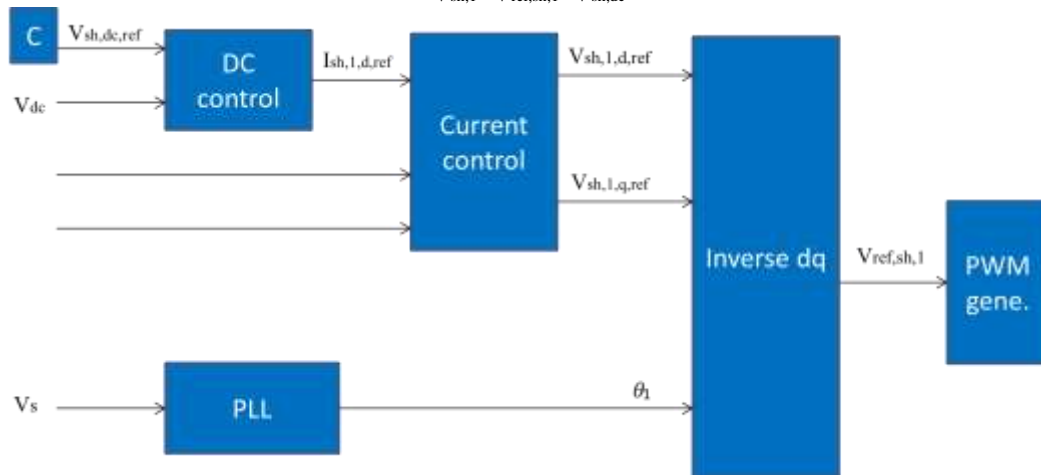 C
Vsh,dc,ref
DC
control
Ish,1,d,ref
Vdc
Current
control
Vsh,1,d,ref
Vsh,1,q,ref
Inverse dq
Vref,sh,1
PWM
gene.
Vs
PLL
θ1